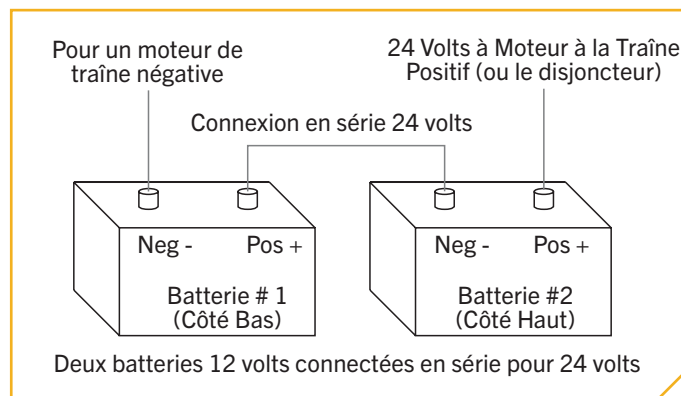 Pour un moteur de
traîne négative
24 Volts à Moteur à la Traîne
Positif (ou le disjoncteur)
Connexion en série 24 volts
Neg - Pos +
Batterie # 1
(Côté Bas)
Neg - Pos +
Batterie #2
(Côté Haut)
Deux batteries 12 volts connectées en série pour 24 volts